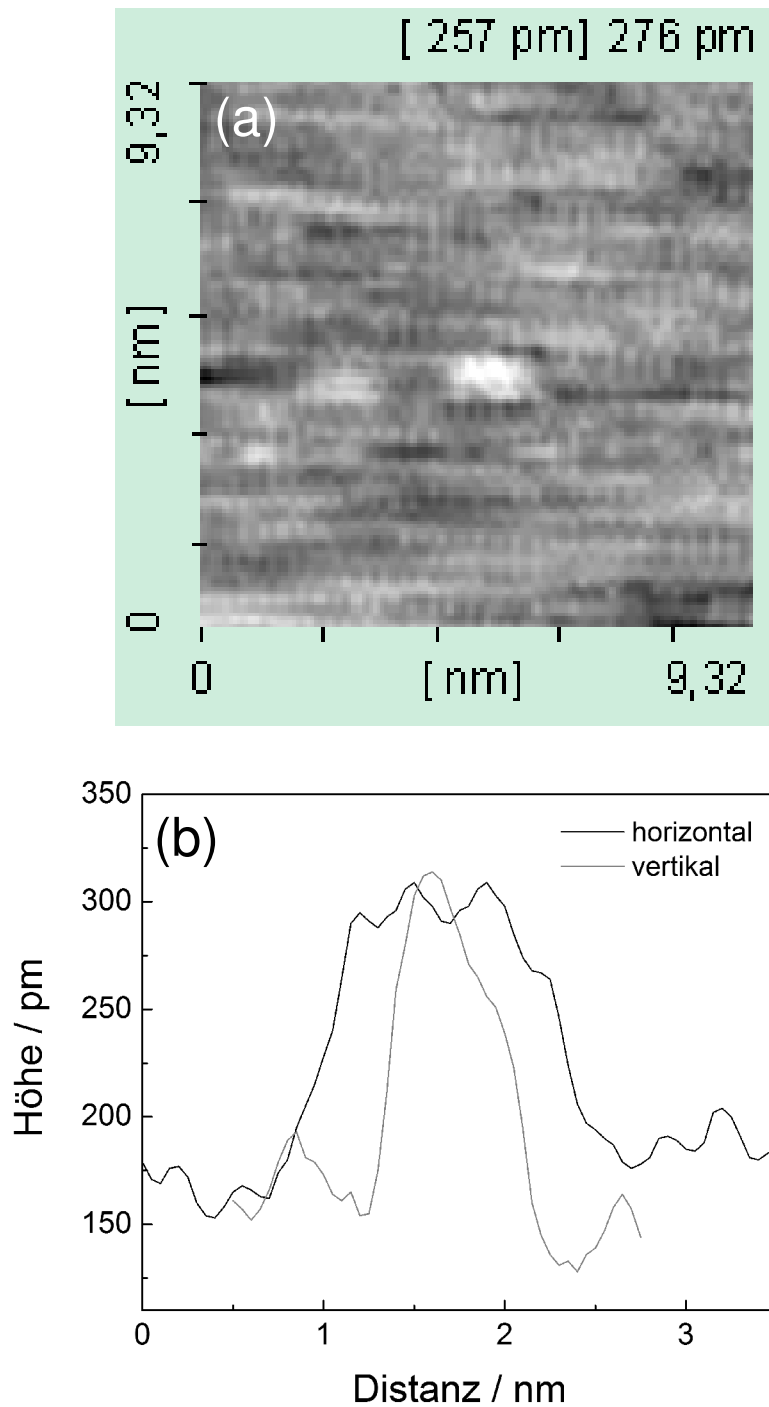 [ 257 pm] 276 pm
(a)
9,32
[ nm]
0
0
[ nm]
9,32
350
(b)
horizontal
vertikal
300
250
200
150
Höhe / pm
0
1
2
3
Distanz / nm